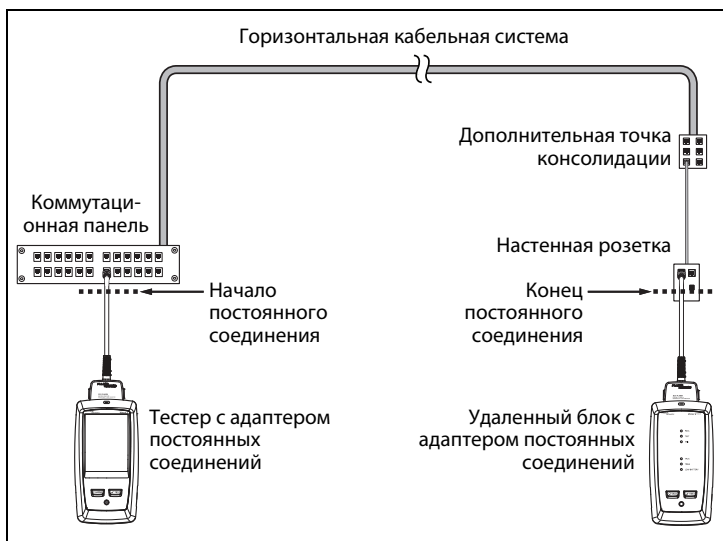 Горизонтальная кабельная система
Дополнительная точка
консолидации
Коммутаци-
онная панель
Настенная розетка
Начало
постоянного
соединения
Конец
постоянного
соединения
Тестер с адаптером
постоянных
соединений
Удаленный блок с
адаптером постоянных
соединений